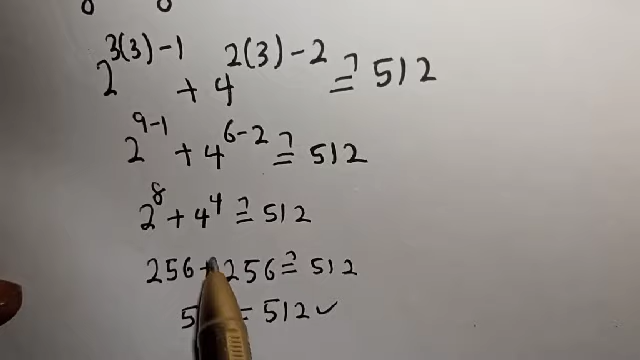 2^{3(3)-1} + 4^{2(3)-2} ≟ 512
2^{9-1} + 4^{6-2} ≟ 512
2^8 + 4^4 ≟ 512
256 + 256 ≟ 512
5 = 512 ✓